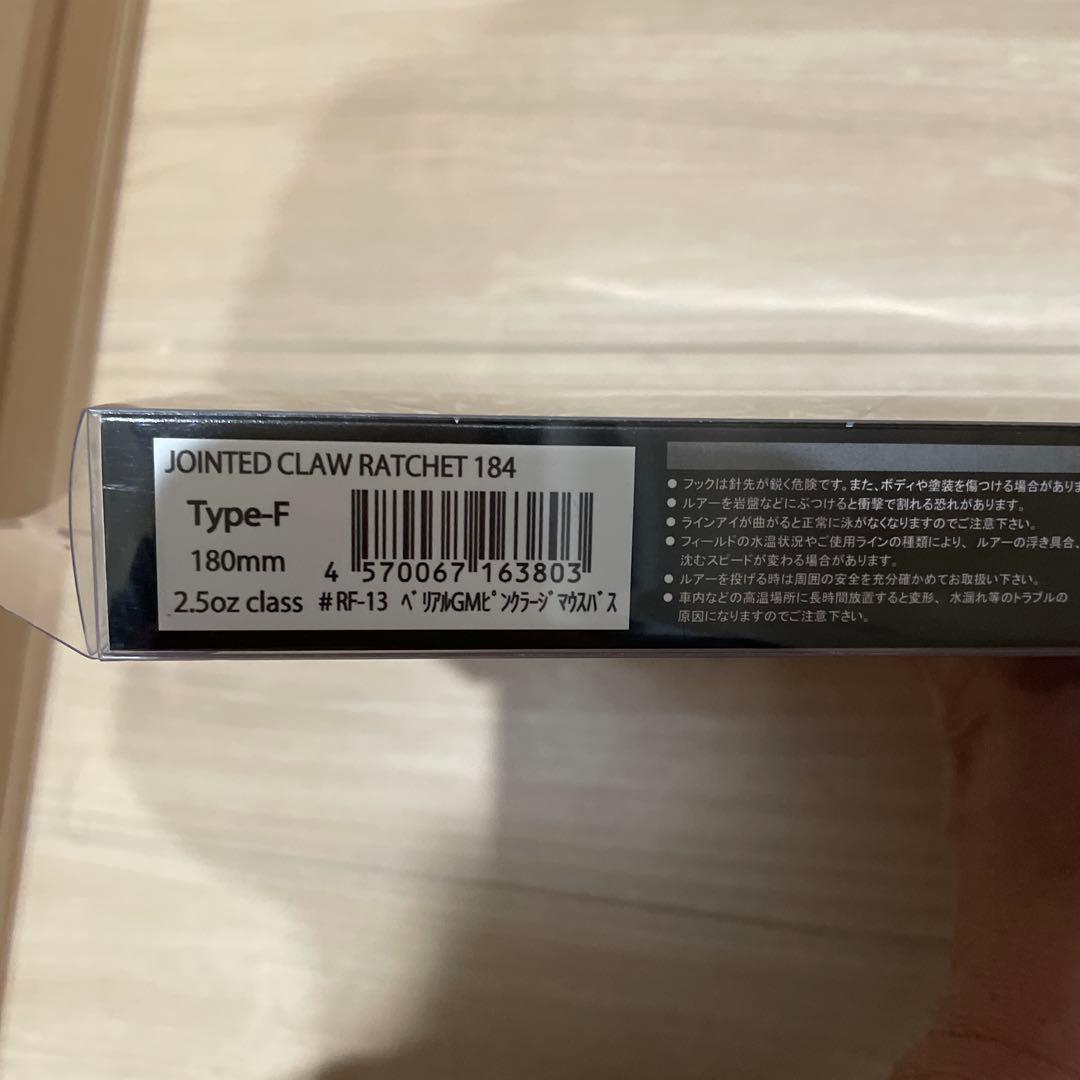 JOINTED CLAW RATCHET 184
Type-F
180mm
4 570067 163803
2.5oz class #RF-13 ﾍﾞﾘｱﾙGMﾋﾟﾝｸﾗｰｼﾞﾏｳｽﾊﾞｽ
● フックは針先が鋭く危険です。また、ボディや塗装を傷つける場合がありま
● ルアーを岩盤などにぶつけると衝撃で割れる恐れがあります。
● ラインアイが曲がると正常に泳がなくなりますのでご注意下さい。
● フィールドの水温状況やご使用ラインの種類により、ルアーの浮き具合、
沈むスピードが変わる場合があります。
● ルアーを投げる時は周囲の安全を充分確かめてお取扱い下さい。
● 車内などの高温場所に長時間放置すると変形、水漏れ等のトラブルの
原因になりますのでご注意下さい。